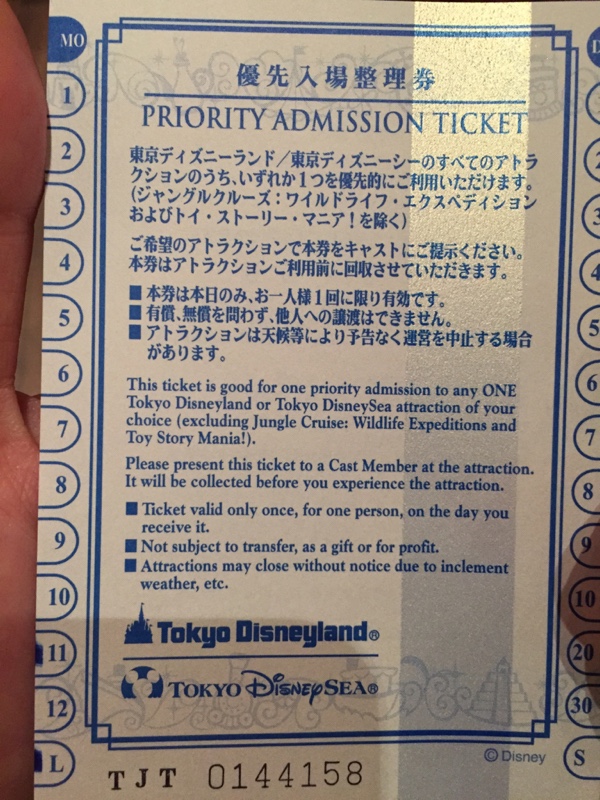 MO
D
優先入場整理券
PRIORITY ADMISSION TICKET
東京ディズニーランド／東京ディズニーシーのすべてのアトラ
クションのうち、いずれか1つを優先的にご利用いただけます。
(ジャングルクルーズ：ワイルドライフ・エクスペディション
およびトイ・ストーリー・マニア！を除く)
ご希望のアトラクションで本券をキャストにご提示ください。
本券はアトラクションご利用前に回収させていただきます。
■ 本券は本日のみ、お一人様1回に限り有効です。
■ 有償、無償を問わず、他人への譲渡はできません。
■ アトラクションは天候等により予告なく運営を中止する場合
があります。
This ticket is good for one priority admission to any ONE
Tokyo Disneyland or Tokyo DisneySea attraction of your
choice (excluding Jungle Cruise: Wildlife Expeditions and
Toy Story Mania!).
Please present this ticket to a Cast Member at the attraction.
It will be collected before you experience the attraction.
■ Ticket valid only once, for one person, on the day you
receive it.
■ Not subject to transfer, as a gift or for profit.
■ Attractions may close without notice due to inclement
weather, etc.
Tokyo Disneyland®
TOKYO DISNEYSEA®
© Disney
TJT 0144158
1
2
3
4
5
6
7
8
9
10
11
12
L
2
3
4
5
6
7
8
9
10
20
30
S